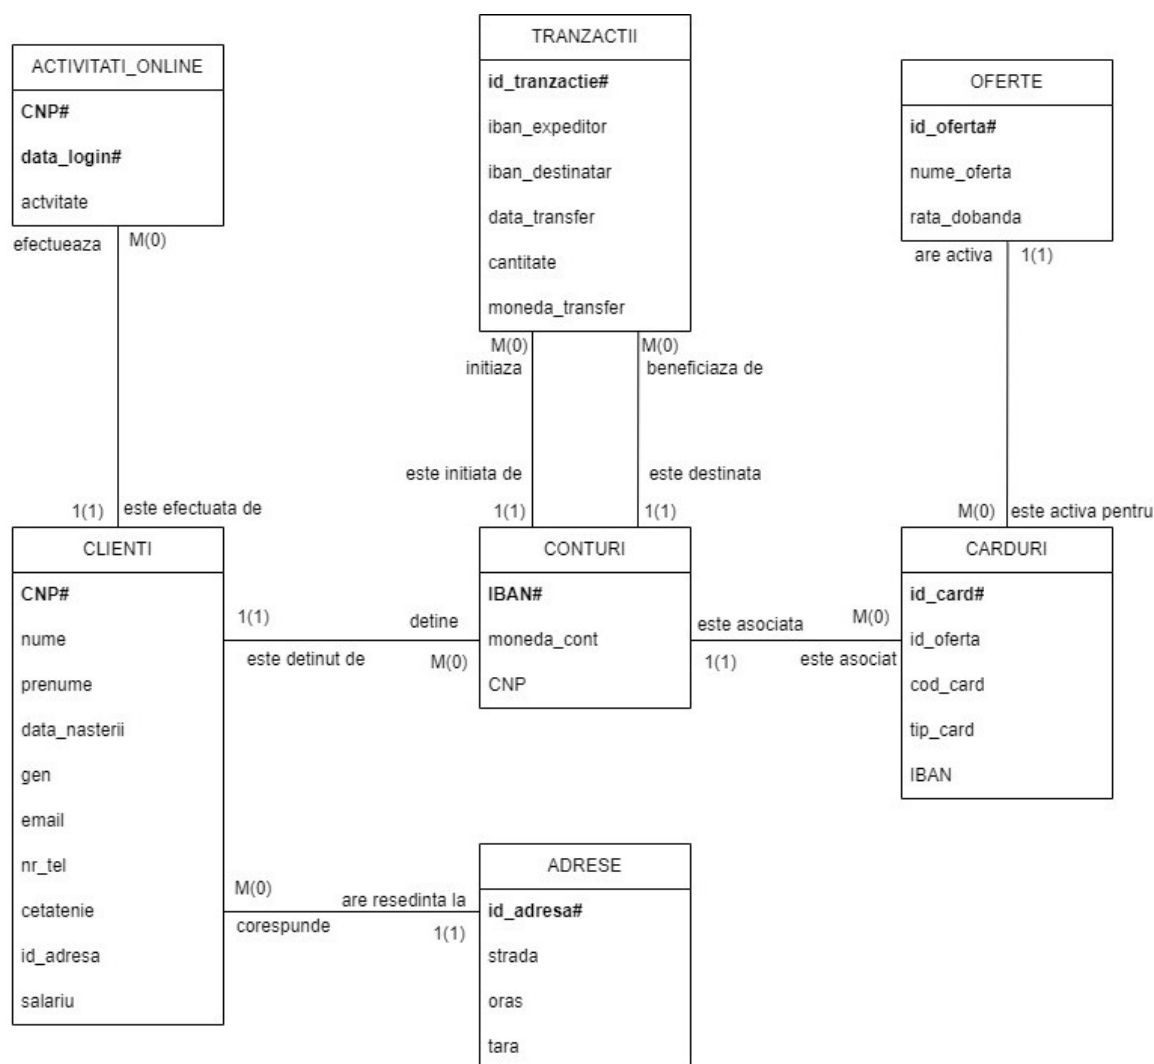 ACTIVITATI_ONLINE
CNP#
data_login#
actvitate
efectueaza
M(0)
1(1)
este efectuata de
TRANZACTII
id_tranzactie#
iban_expeditor
iban_destinatar
data_transfer
cantitate
moneda_transfer
M(0)
initiaza
M(0)
beneficiaza de
este initiata de
1(1)
este destinata
1(1)
OFERTE
id_oferta#
nume_oferta
rata_dobanda
are activa
1(1)
M(0)
este activa pentru
CLIENTI
CNP#
nume
prenume
data_nasterii
gen
email
nr_tel
cetatenie
id_adresa
salariu
1(1)
detine
este detinut de
M(0)
CONTURI
IBAN#
moneda_cont
CNP
este asociata
M(0)
1(1)
este asociat
CARDURI
id_card#
id_oferta
cod_card
tip_card
IBAN
M(0)
are resedinta la
corespunde
1(1)
ADRESE
id_adresa#
strada
oras
tara